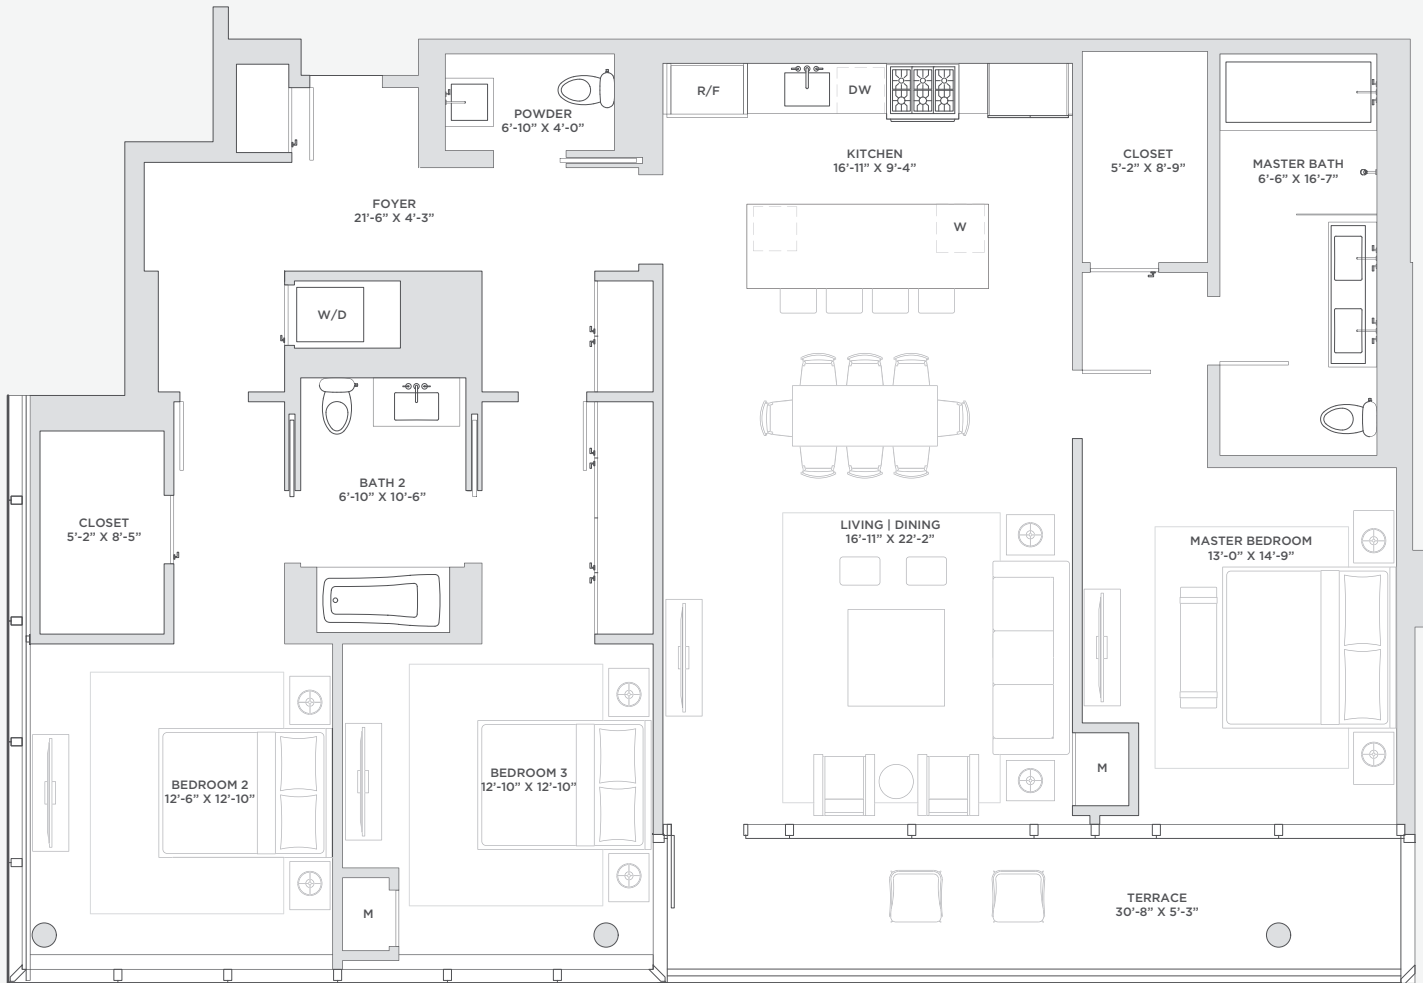 R/F
DW
POWDER
6'-10” X 4'-0”
KITCHEN
16'-11” X 9'-4”
CLOSET
5'-2” X 8'-9”
MASTER BATH
6'-6” X 16'-7”
FOYER
21'-6” X 4'-3”
W
W/D
BATH 2
6'-10” X 10'-6”
CLOSET
5'-2” X 8'-5”
LIVING | DINING
16'-11” X 22'-2”
MASTER BEDROOM
13'-0” X 14'-9”
BEDROOM 2
12'-6” X 12'-10”
BEDROOM 3
12'-10” X 12'-10”
M
M
TERRACE
30'-8” X 5'-3”